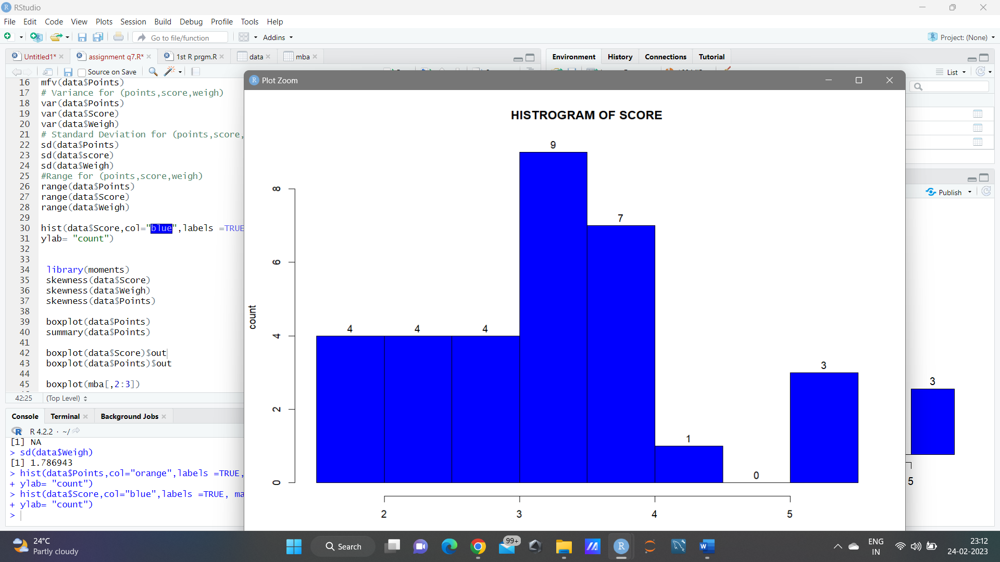 RStudio
File Edit Code View Plots Session Build Debug Profile Tools Help
Go to file/function Addins Project: (None)
Untitled1* assignment q7.R* 1st R prgm.R data mba
Environment History Connections Tutorial
Source on Save
List
16 mfv(data$Points)
17 # Variance for (points,score,weigh)
18 var(data$Points)
19 var(data$Score)
20 var(data$Weigh)
21 # Standard Deviation for (points,score,
22 sd(data$Points)
23 sd(data$score)
24 sd(data$Weigh)
25 #Range for (points,score,weigh)
26 range(data$Points)
27 range(data$Score)
28 range(data$Weigh)
29
30 hist(data$Score,col="blue",labels =TRUE
31 ylab= "count")
32
33
34 library(moments)
35 skewness(data$Score)
36 skewness(data$Weigh)
37 skewness(data$Points)
38
39 boxplot(data$Points)
40 summary(data$Points)
41
42 boxplot(data$Score)$out
43 boxplot(data$Points)$out
44
45 boxplot(mba[,2:3])
42:25 (Top Level)
Console Terminal Background Jobs
R 4.2.2 · ~/
[1] NA
> sd(data$Weigh)
[1] 1.786943
> hist(data$Points,col="orange",labels =TRUE,
+ ylab= "count")
> hist(data$Score,col="blue",labels =TRUE, ma
+ ylab= "count")
>
Plot Zoom
HISTROGRAM OF SCORE
count
8
6
4
2
0
4
4
4
9
7
1
0
3
2
3
4
5
Publish
3
5
24°C
Partly cloudy
Search
99+
ENG
IN
23:12
24-02-2023